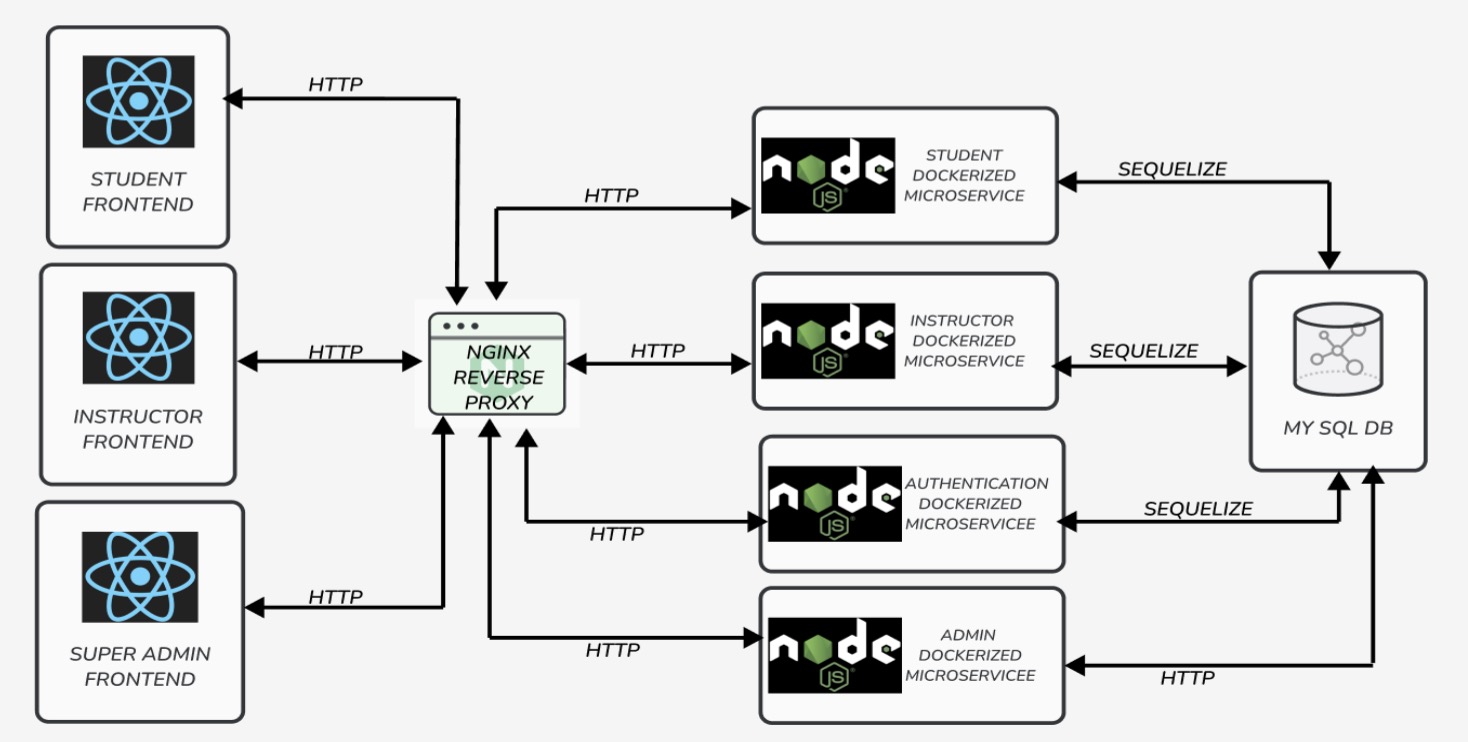 HTTP
STUDENT
FRONTEND
HTTP
INSTRUCTOR
FRONTEND
HTTP
SUPER ADMIN
FRONTEND
NGINX
REVERSE
PROXY
HTTP
HTTP
HTTP
HTTP
node
JS
STUDENT
DOCKERIZED
MICROSERVICE
node
JS
INSTRUCTOR
DOCKERIZED
MICROSERVICE
node
JS
AUTHENTICATION
DOCKERIZED
MICROSERVICEE
node
JS
ADMIN
DOCKERIZED
MICROSERVICEE
SEQUELIZE
SEQUELIZE
SEQUELIZE
HTTP
MY SQL DB